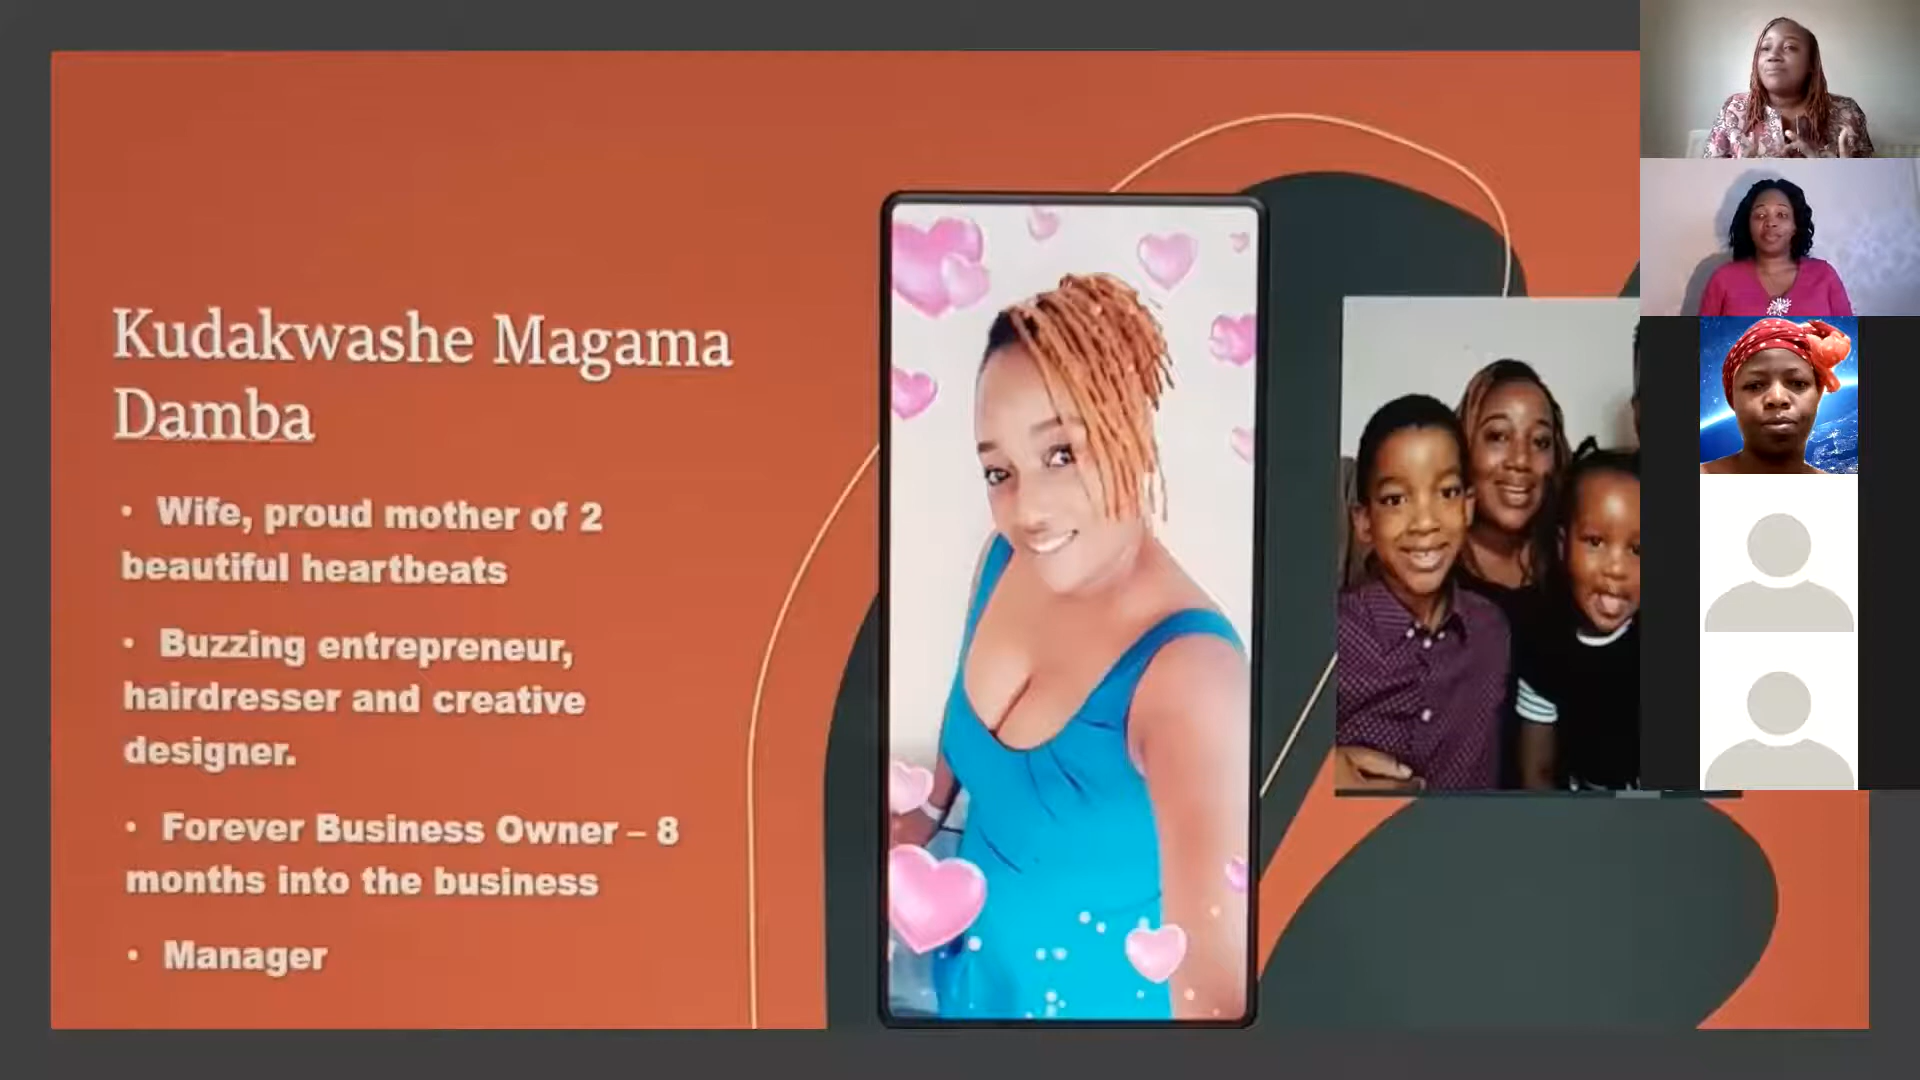 Kudakwashe Magama
Damba
• Wife, proud mother of 2
beautiful heartbeats
• Buzzing entrepreneur,
hairdresser and creative
designer.
• Forever Business Owner – 8
months into the business
• Manager